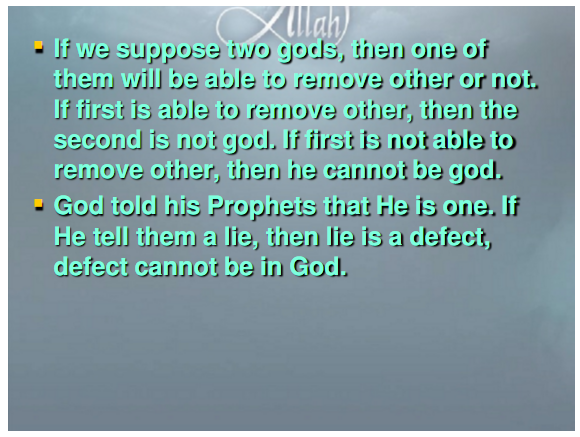 Allah)
If we suppose two gods, then one of
them will be able to remove other or not.
If first is able to remove other, then the
second is not god. If first is not able to
remove other, then he cannot be god.
God told his Prophets that He is one. If
He tell them a lie, then lie is a defect,
defect cannot be in God.